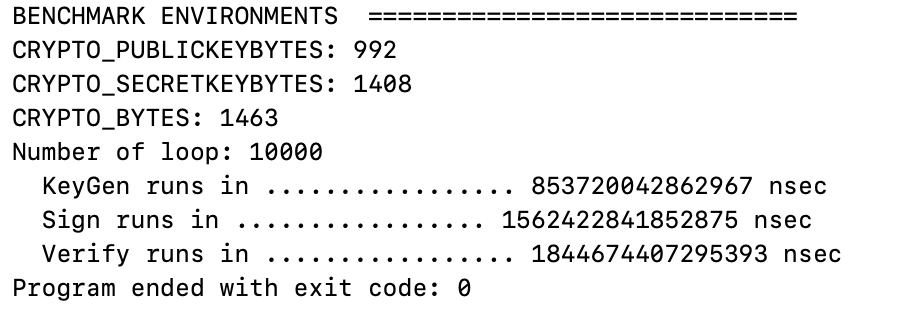 BENCHMARK ENVIRONMENTS  =============================
CRYPTO_PUBLICKEYBYTES: 992
CRYPTO_SECRETKEYBYTES: 1408
CRYPTO_BYTES: 1463
Number of loop: 10000
  KeyGen runs in ................. 853720042862967 nsec
  Sign runs in ................. 1562422841852875 nsec
  Verify runs in ................. 1844674407295393 nsec
Program ended with exit code: 0